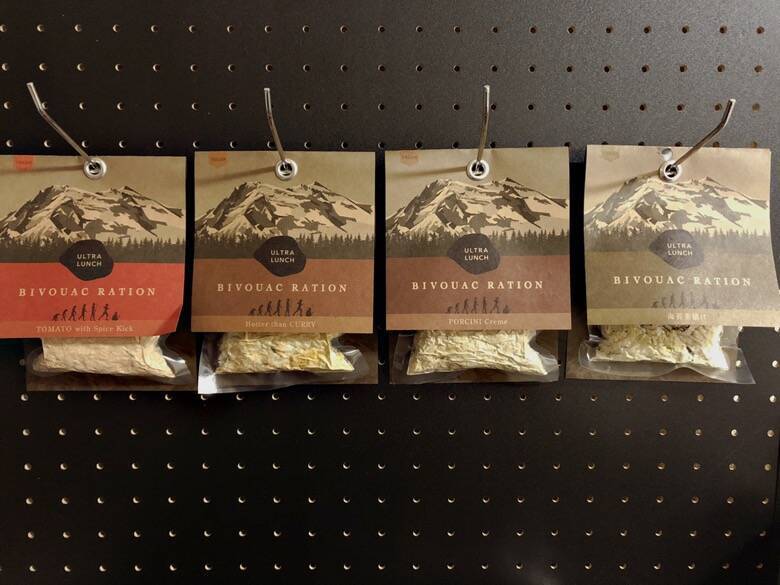 ULTRA
LUNCH
BIVOUAC RATION
TOMATO with Spice Kick
ULTRA
LUNCH
BIVOUAC RATION
Hotter than CURRY
ULTRA
LUNCH
BIVOUAC RATION
PORCINI Creme
ULTRA
LUNCH
BIVOUAC RATION